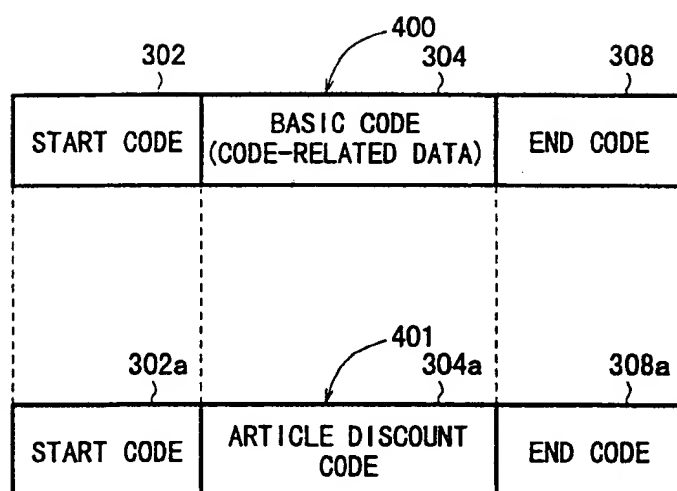 400
302 304 308
START CODE BASIC CODE (CODE-RELATED DATA) END CODE
401
302a 304a 308a
START CODE ARTICLE DISCOUNT CODE END CODE